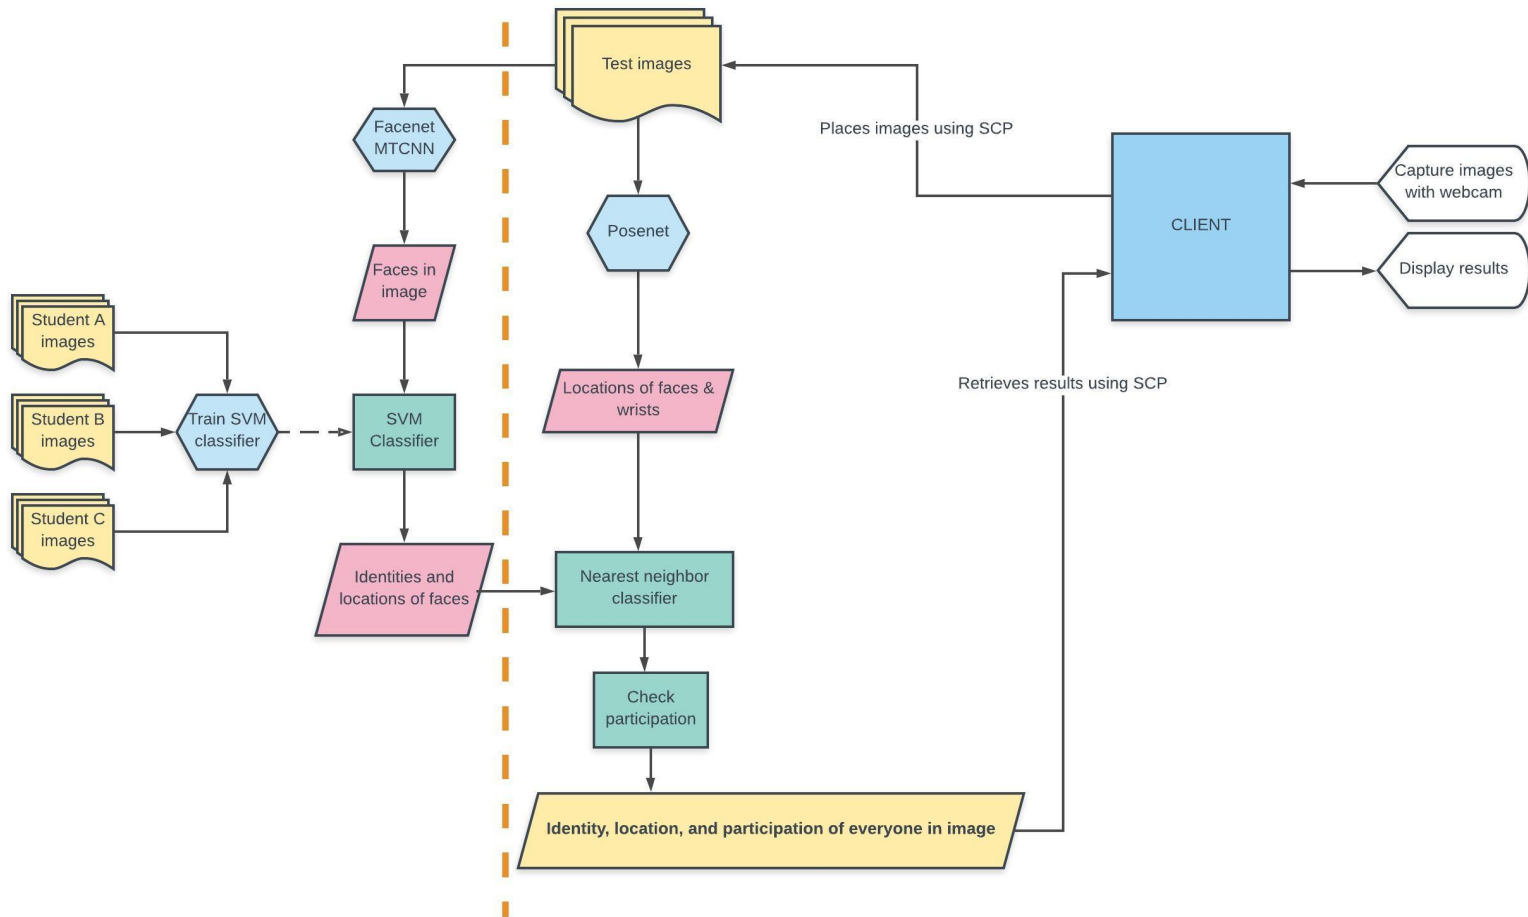 Test images
Places images using SCP
Facenet
MTCNN
Capture images
with webcam
CLIENT
Posenet
Faces in
image
Display results
Student A
images
Locations of faces &
wrists
Retrieves results using SCP
Student B
images
Train SVM
classifier
SVM
Classifier
Student C
images
Identities and
locations of faces
Nearest neighbor
classifier
Check
participation
Identity, location, and participation of everyone in image